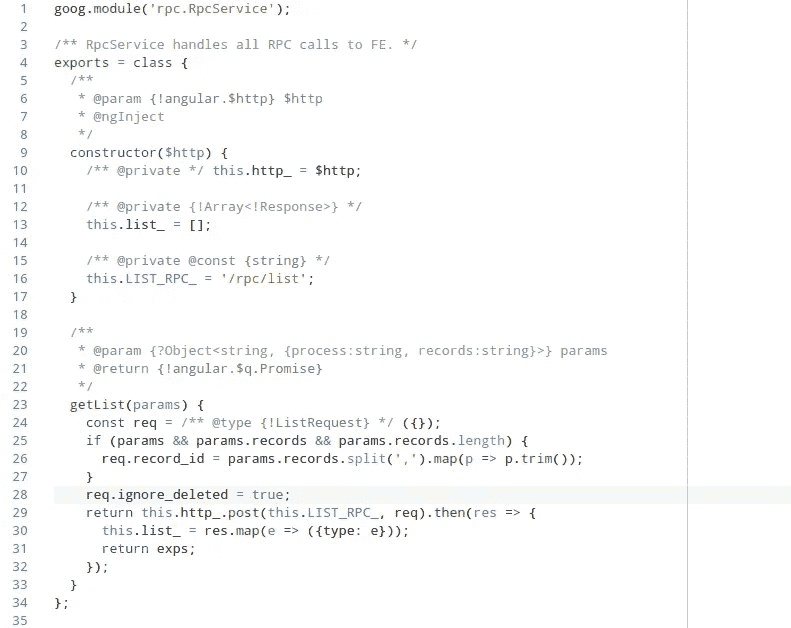 1 goog.module('rpc.RpcService');
2
3 /** RpcService handles all RPC calls to FE. */
4 exports = class {
5   /**
6    * @param {!angular.$http} $http
7    * @ngInject
8    */
9   constructor($http) {
10     /** @private */ this.http_ = $http;
11
12     /** @private {!Array<!Response>} */
13     this.list_ = [];
14
15     /** @private @const {string} */
16     this.LIST_RPC_ = '/rpc/list';
17   }
18
19   /**
20    * @param {?Object<string, {process:string, records:string}>} params
21    * @return {!angular.$q.Promise}
22    */
23   getList(params) {
24     const req = /** @type {!ListRequest} */ ({});
25     if (params && params.records && params.records.length) {
26       req.record_id = params.records.split(',').map(p => p.trim());
27     }
28     req.ignore_deleted = true;
29     return this.http_.post(this.LIST_RPC_, req).then(res => {
30       this.list_ = res.map(e => ({type: e}));
31       return exps;
32     });
33   }
34 };
35